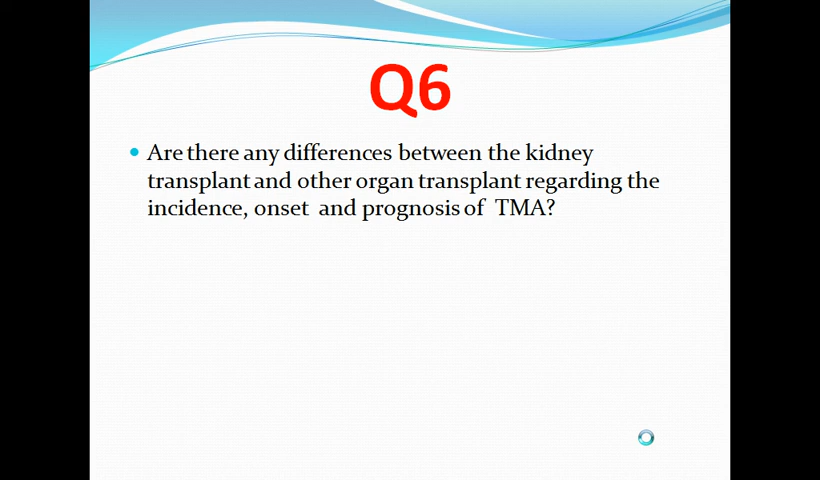 Q6
Are there any differences between the kidney
transplant and other organ transplant regarding the
incidence, onset and prognosis of TMA?